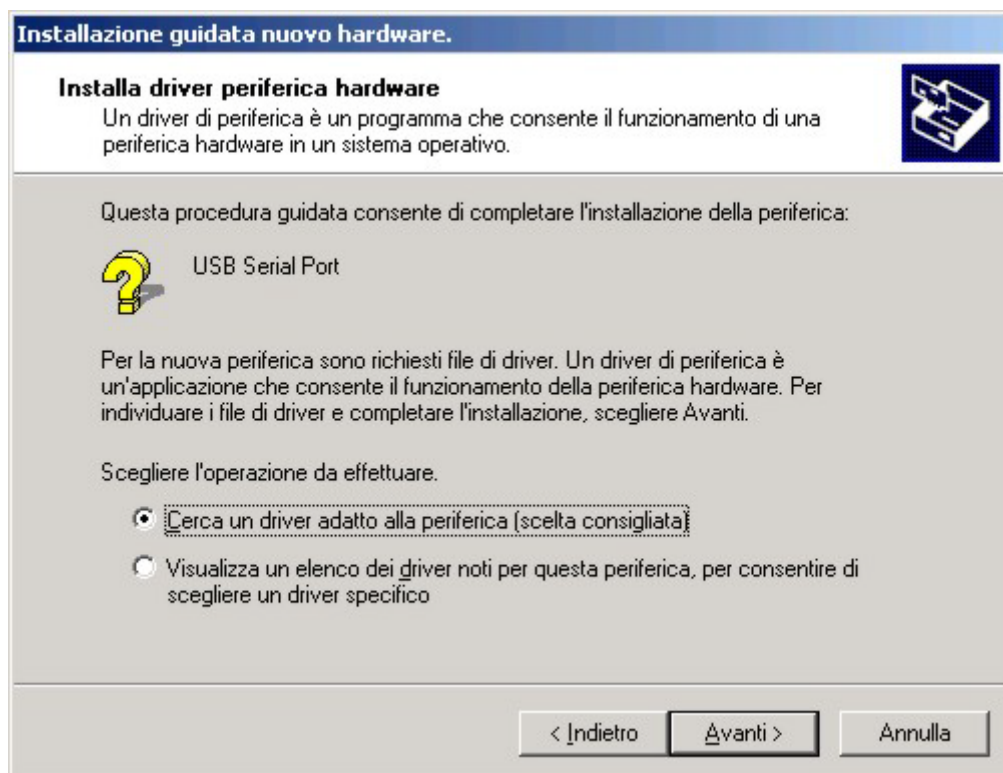 Installazione guidata nuovo hardware.
Installa driver periferica hardware
Un driver di periferica è un programma che consente il funzionamento di una
periferica hardware in un sistema operativo.
Questa procedura guidata consente di completare l'installazione della periferica:
USB Serial Port
Per la nuova periferica sono richiesti file di driver. Un driver di periferica è
un'applicazione che consente il funzionamento della periferica hardware. Per
individuare i file di driver e completare l'installazione, scegliere Avanti.
Scegliere l'operazione da effettuare.
Cerca un driver adatto alla periferica (scelta consigliata)
Visualizza un elenco dei driver noti per questa periferica, per consentire di
scegliere un driver specifico
< Indietro
Avanti >
Annulla